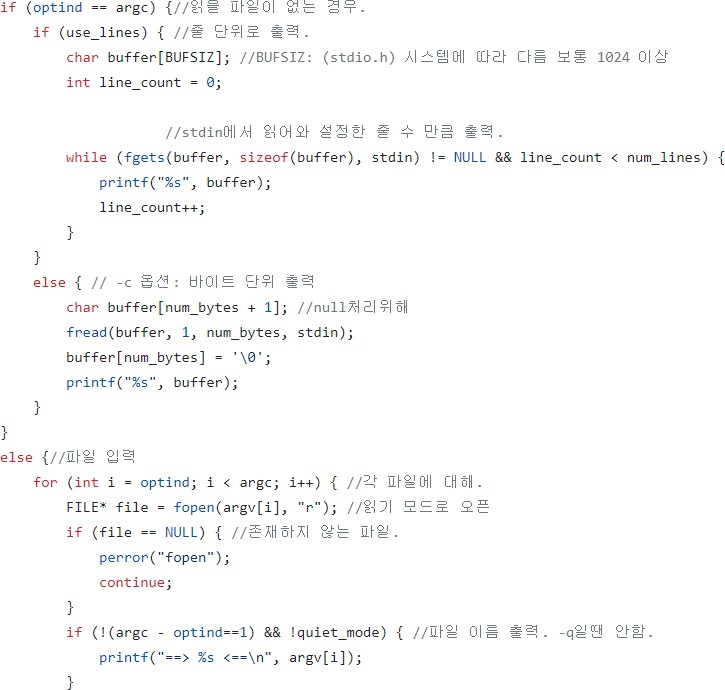 if (optind == argc) {//읽을 파일이 없는 경우.
    if (use_lines) { //줄 단위로 출력.
        char buffer[BUFSIZ]; //BUFSIZ: (stdio.h) 시스템에 따라 다름 보통 1024 이상
        int line_count = 0;

                    //stdin에서 읽어와 설정한 줄 수 만큼 출력.
        while (fgets(buffer, sizeof(buffer), stdin) != NULL && line_count < num_lines) {
            printf("%s", buffer);
            line_count++;
        }
    }
    else { // -c 옵션: 바이트 단위 출력
        char buffer[num_bytes + 1]; //null처리위해
        fread(buffer, 1, num_bytes, stdin);
        buffer[num_bytes] = '\0';
        printf("%s", buffer);
    }
}
else {//파일 입력
    for (int i = optind; i < argc; i++) { //각 파일에 대해.
        FILE* file = fopen(argv[i], "r"); //읽기 모드로 오픈
        if (file == NULL) { //존재하지 않는 파일.
            perror("fopen");
            continue;
        }
        if (!(argc - optind==1) && !quiet_mode) { //파일 이름 출력. -q일땐 안함.
            printf("==> %s <==\n", argv[i]);
        }